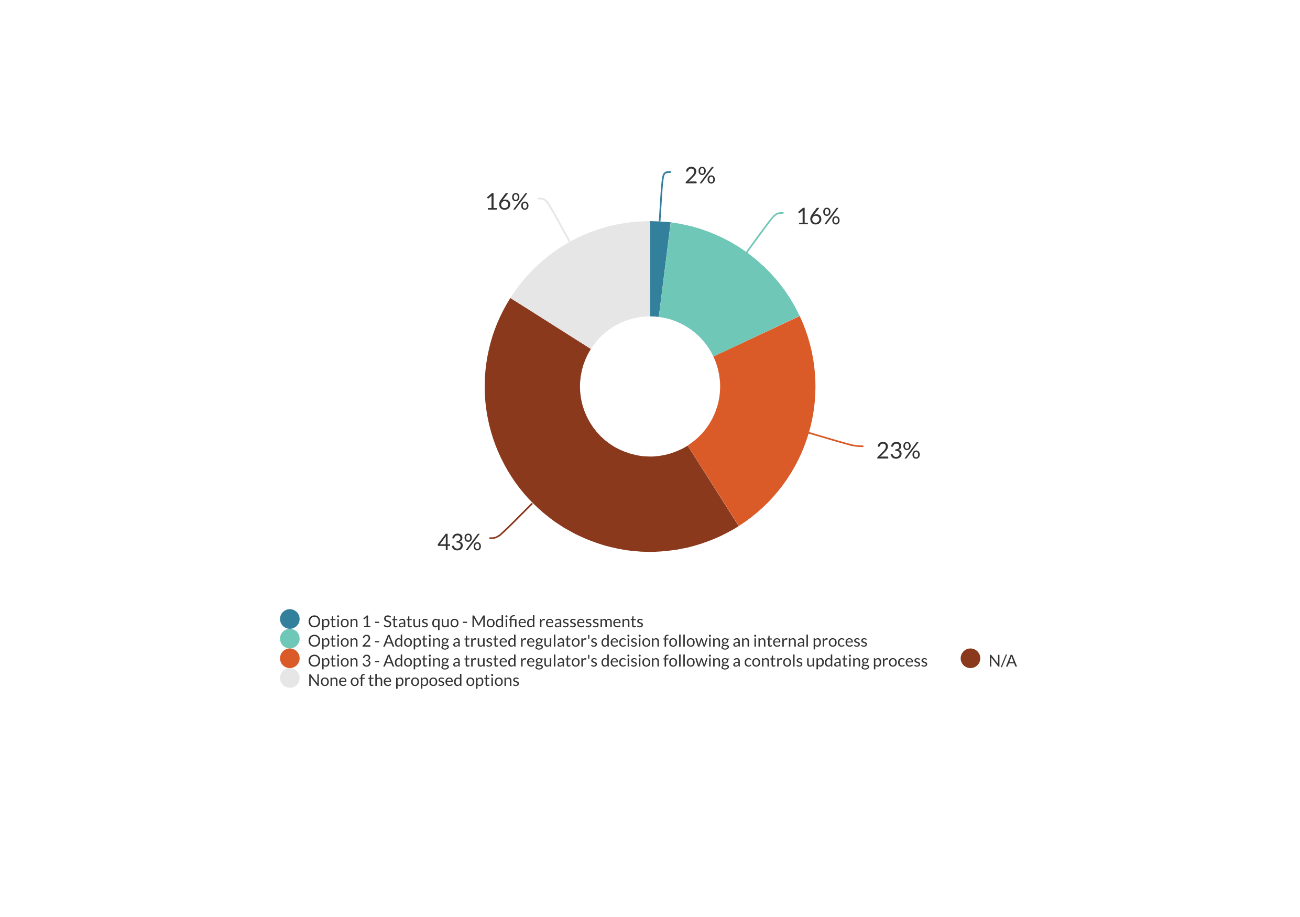 2%
16%
16%
23%
43%
Option 1 - Status quo - Modified reassessments
Option 2 - Adopting a trusted regulator's decision following an internal process
Option 3 - Adopting a trusted regulator's decision following a controls updating process
N/A
None of the proposed options